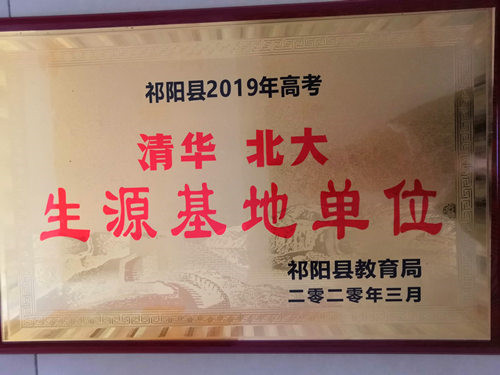 祁阳县2019年高考
清华 北大
生源基地单位
祁阳县教育局
二零二零年三月